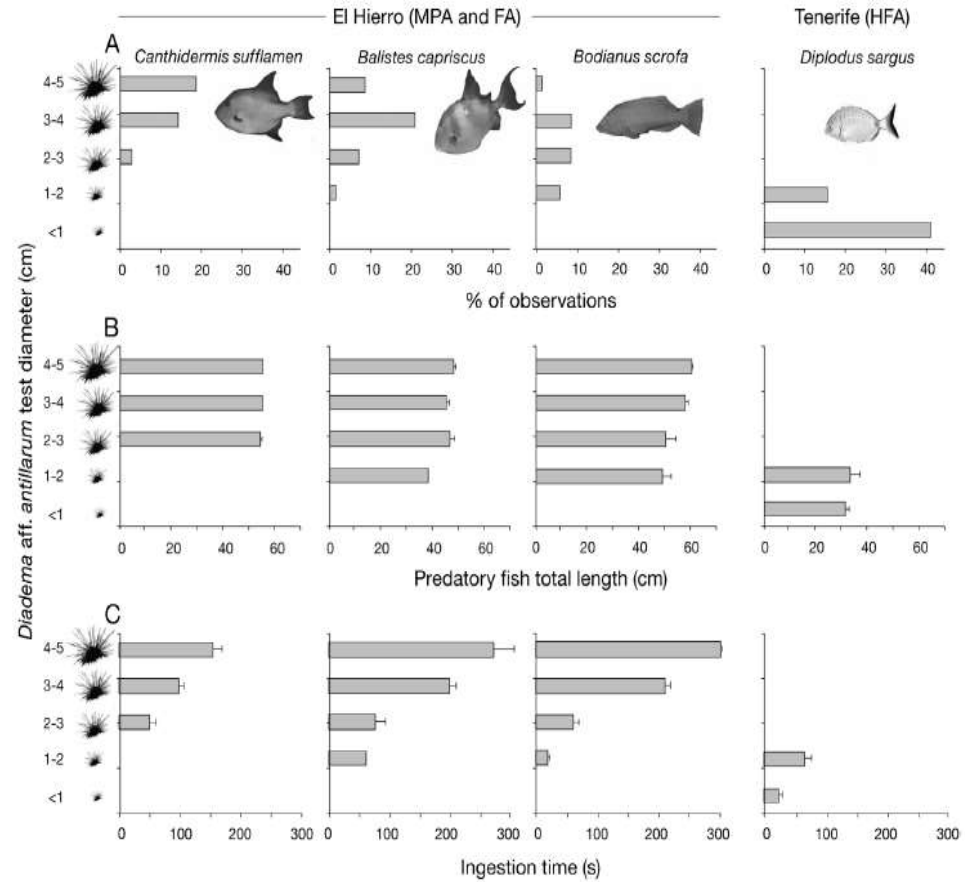 El Hierro (MPA and FA) Tenerife (HFA)
A
Canthidermis sufflamen Balistes capriscus Bodianus scrofa Diplodus sargus
4-5
3-4
2-3
1-2
<1
0 10 20 30 40 0 10 20 30 40 0 10 20 30 40 0 10 20 30 40
% of observations
Diadema aff. antillarum test diameter (cm)
B
4-5
3-4
2-3
1-2
<1
0 20 40 60 0 20 40 60 0 20 40 60 0 20 40 60
Predatory fish total length (cm)
C
4-5
3-4
2-3
1-2
<1
0 100 200 300 0 100 200 300 0 100 200 300 0 100 200 300
Ingestion time (s)